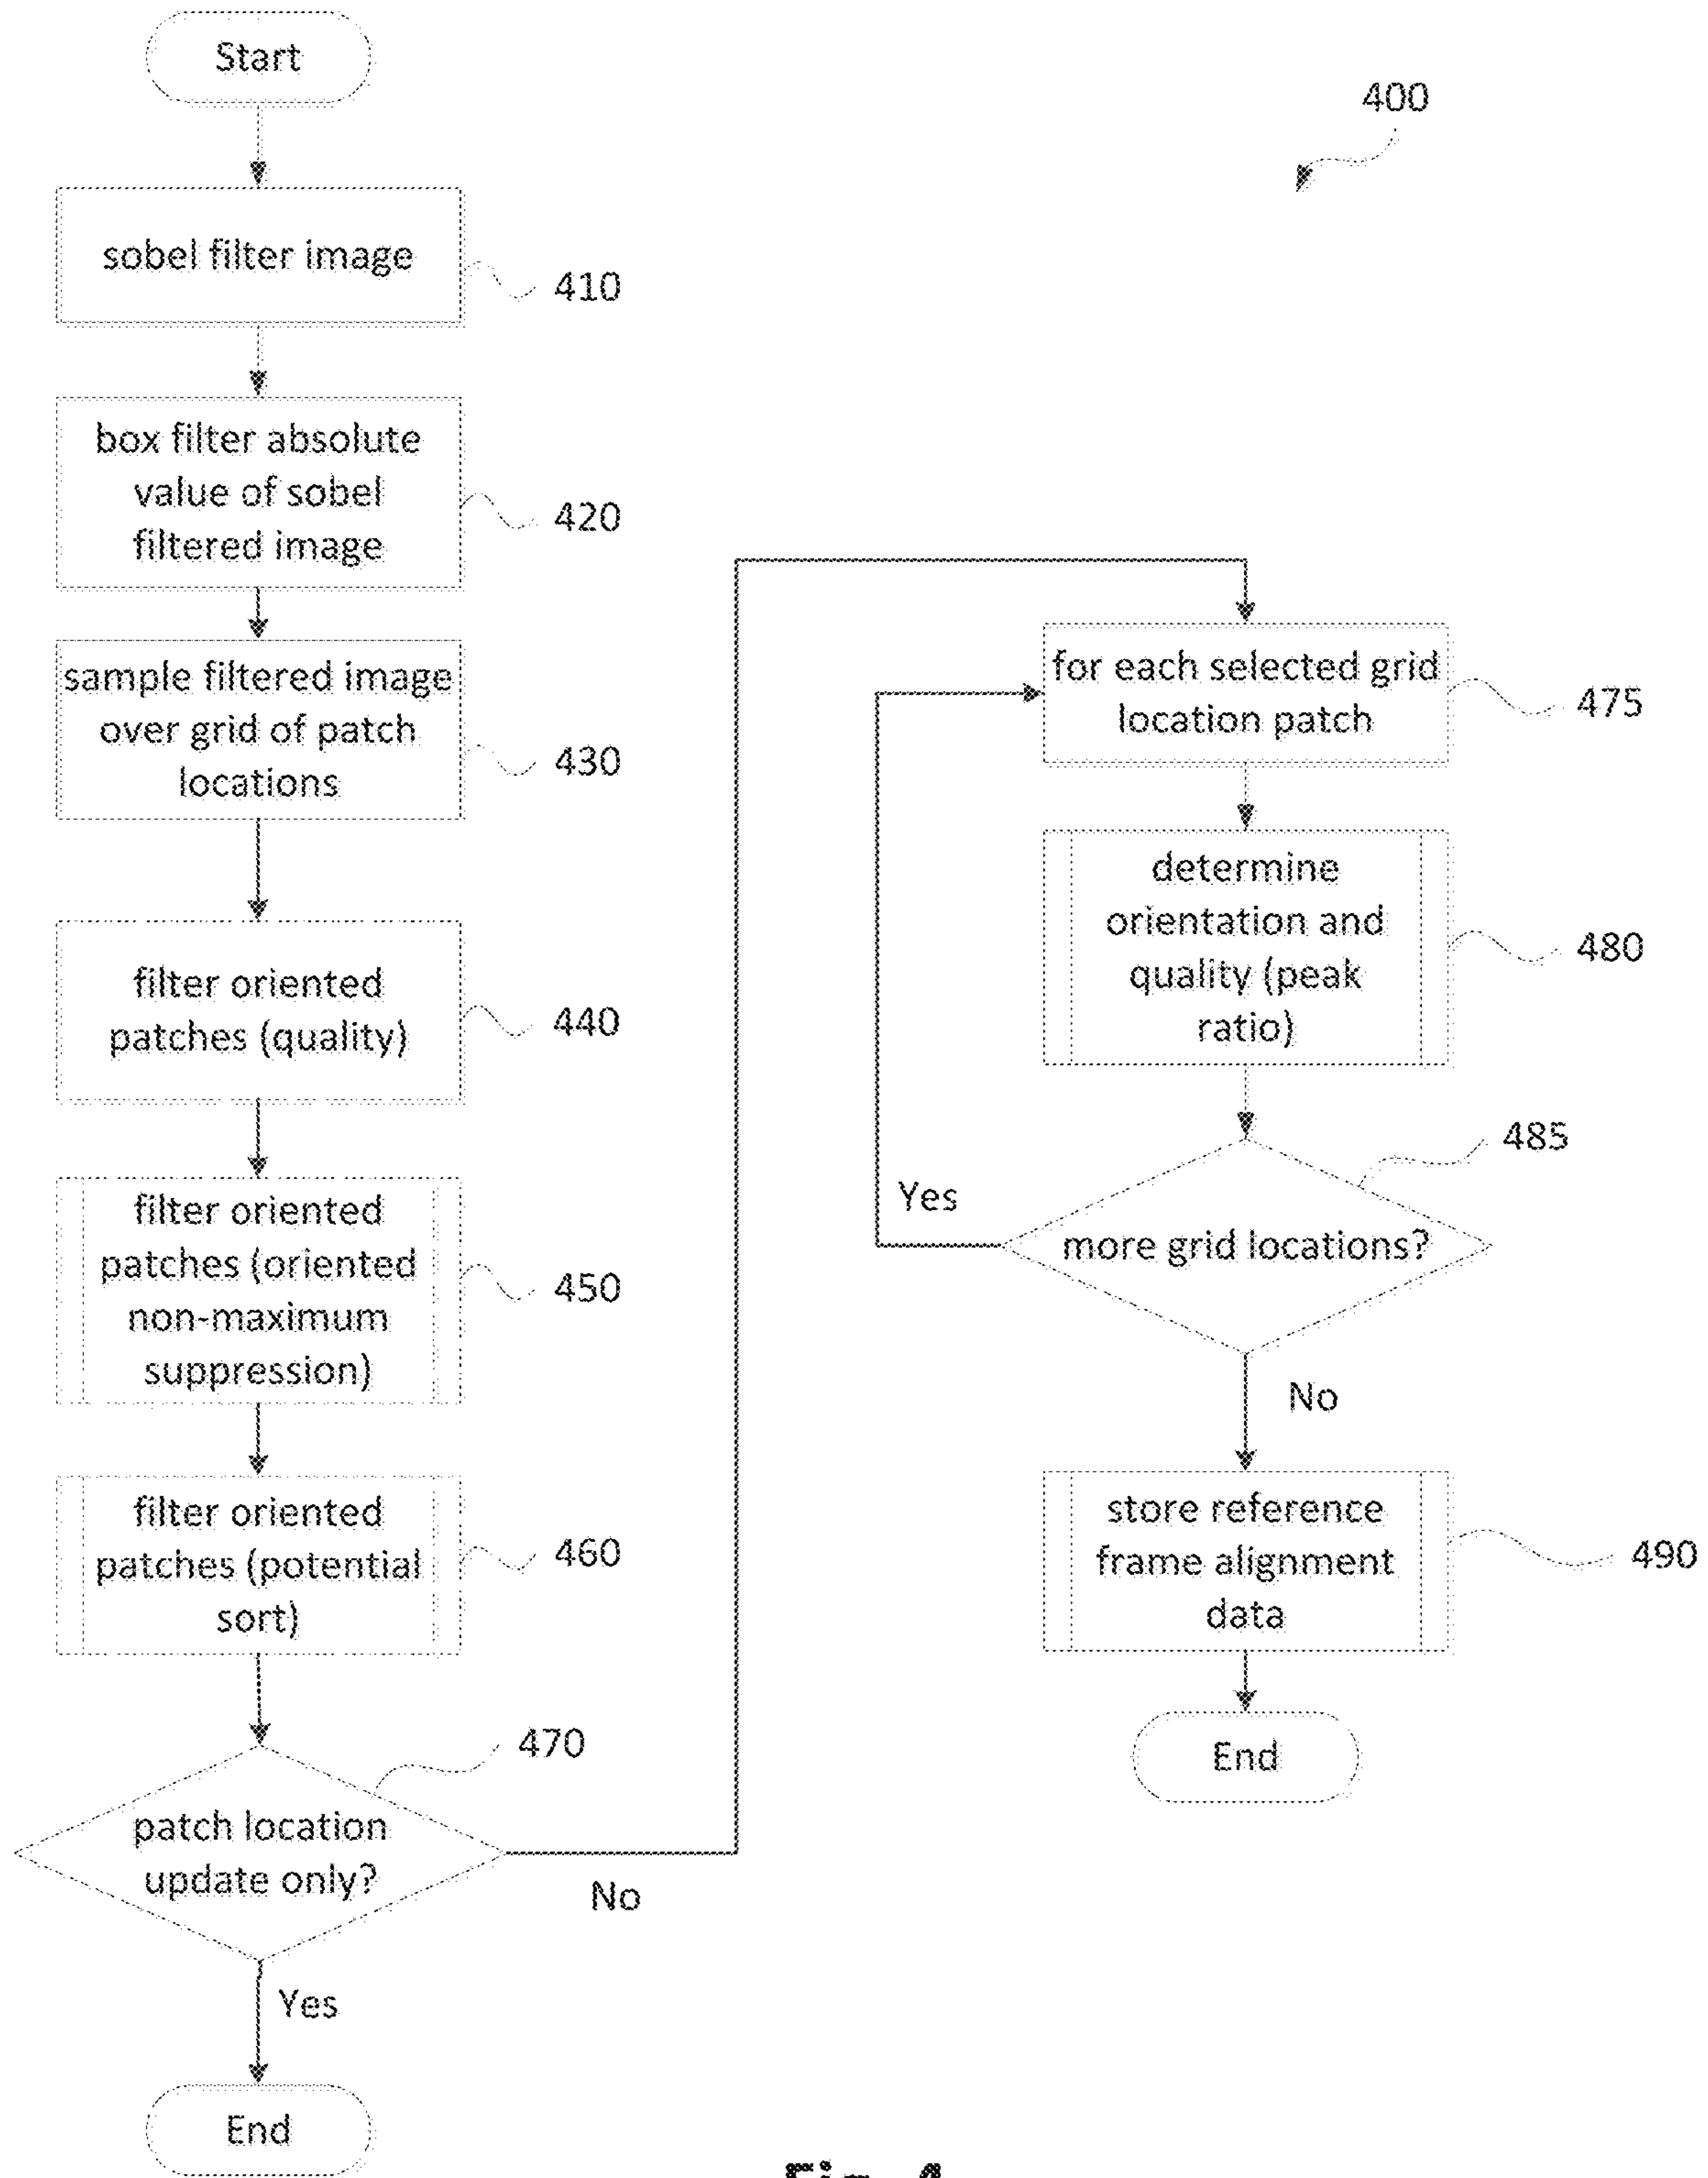 Start
400
sobel filter image
410
box filter absolute
value of sobel
filtered image
420
sample filtered image
over grid of patch
locations
430
filter oriented
patches (quality)
440
filter oriented
patches (oriented
non-maximum
suppression)
450
filter oriented
patches (potential
sort)
460
470
patch location
update only?
No
Yes
End
for each selected grid
location patch
475
determine
orientation and
quality (peak
ratio)
480
485
Yes
more grid locations?
No
store reference
frame alignment
data
490
End
Fig. 4